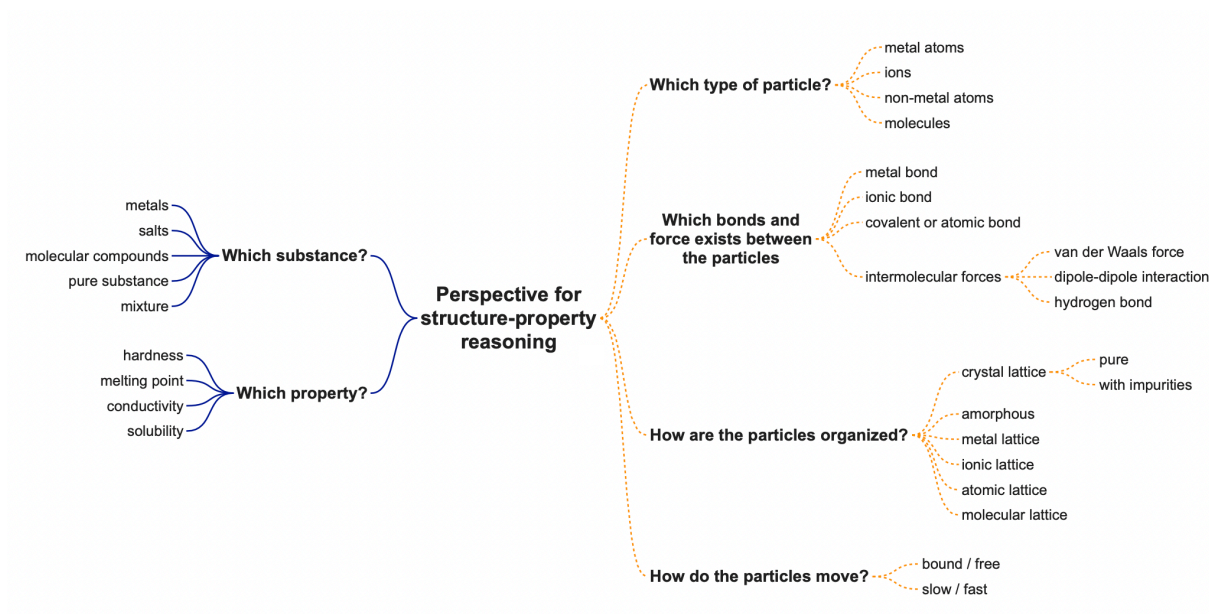 metals
salts
molecular compounds
pure substance
mixture
Which substance?
hardness
melting point
conductivity
solubility
Which property?
Perspective for
structure-property
reasoning
Which type of particle?
metal atoms
ions
non-metal atoms
molecules
Which bonds and
force exists between
the particles
metal bond
ionic bond
covalent or atomic bond
intermolecular forces
van der Waals force
dipole-dipole interaction
hydrogen bond
How are the particles organized?
crystal lattice
pure
with impurities
amorphous
metal lattice
ionic lattice
atomic lattice
molecular lattice
How do the particles move?
bound / free
slow / fast